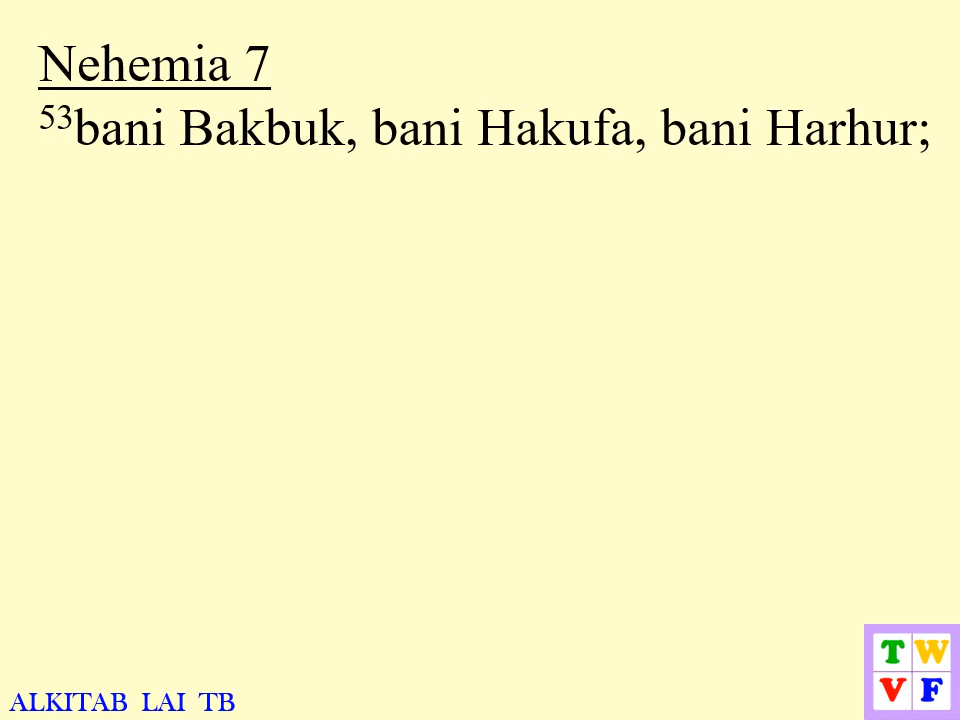 Nehemia 7
53bani Bakbuk, bani Hakufa, bani Harhur;
T W
V F
ALKITAB LAI TB